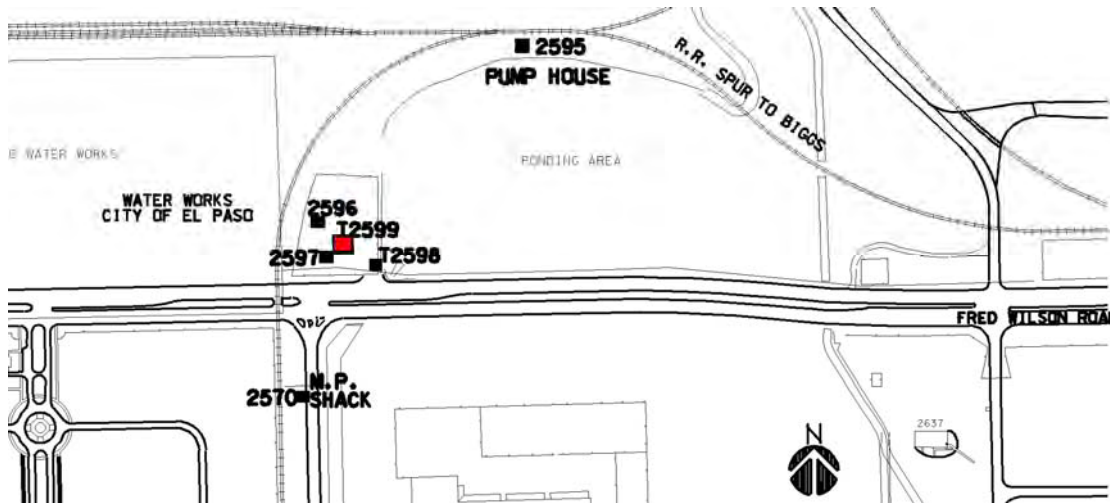 2595
PUMP HOUSE
R.R. SPUR TO BIGGS
WATER WORKS
PONDING AREA
WATER WORKS
CITY OF EL PASO
2596
T2599
2597
T2598
FRED WILSON ROA
M.P.
2570 SHACK
2637
N